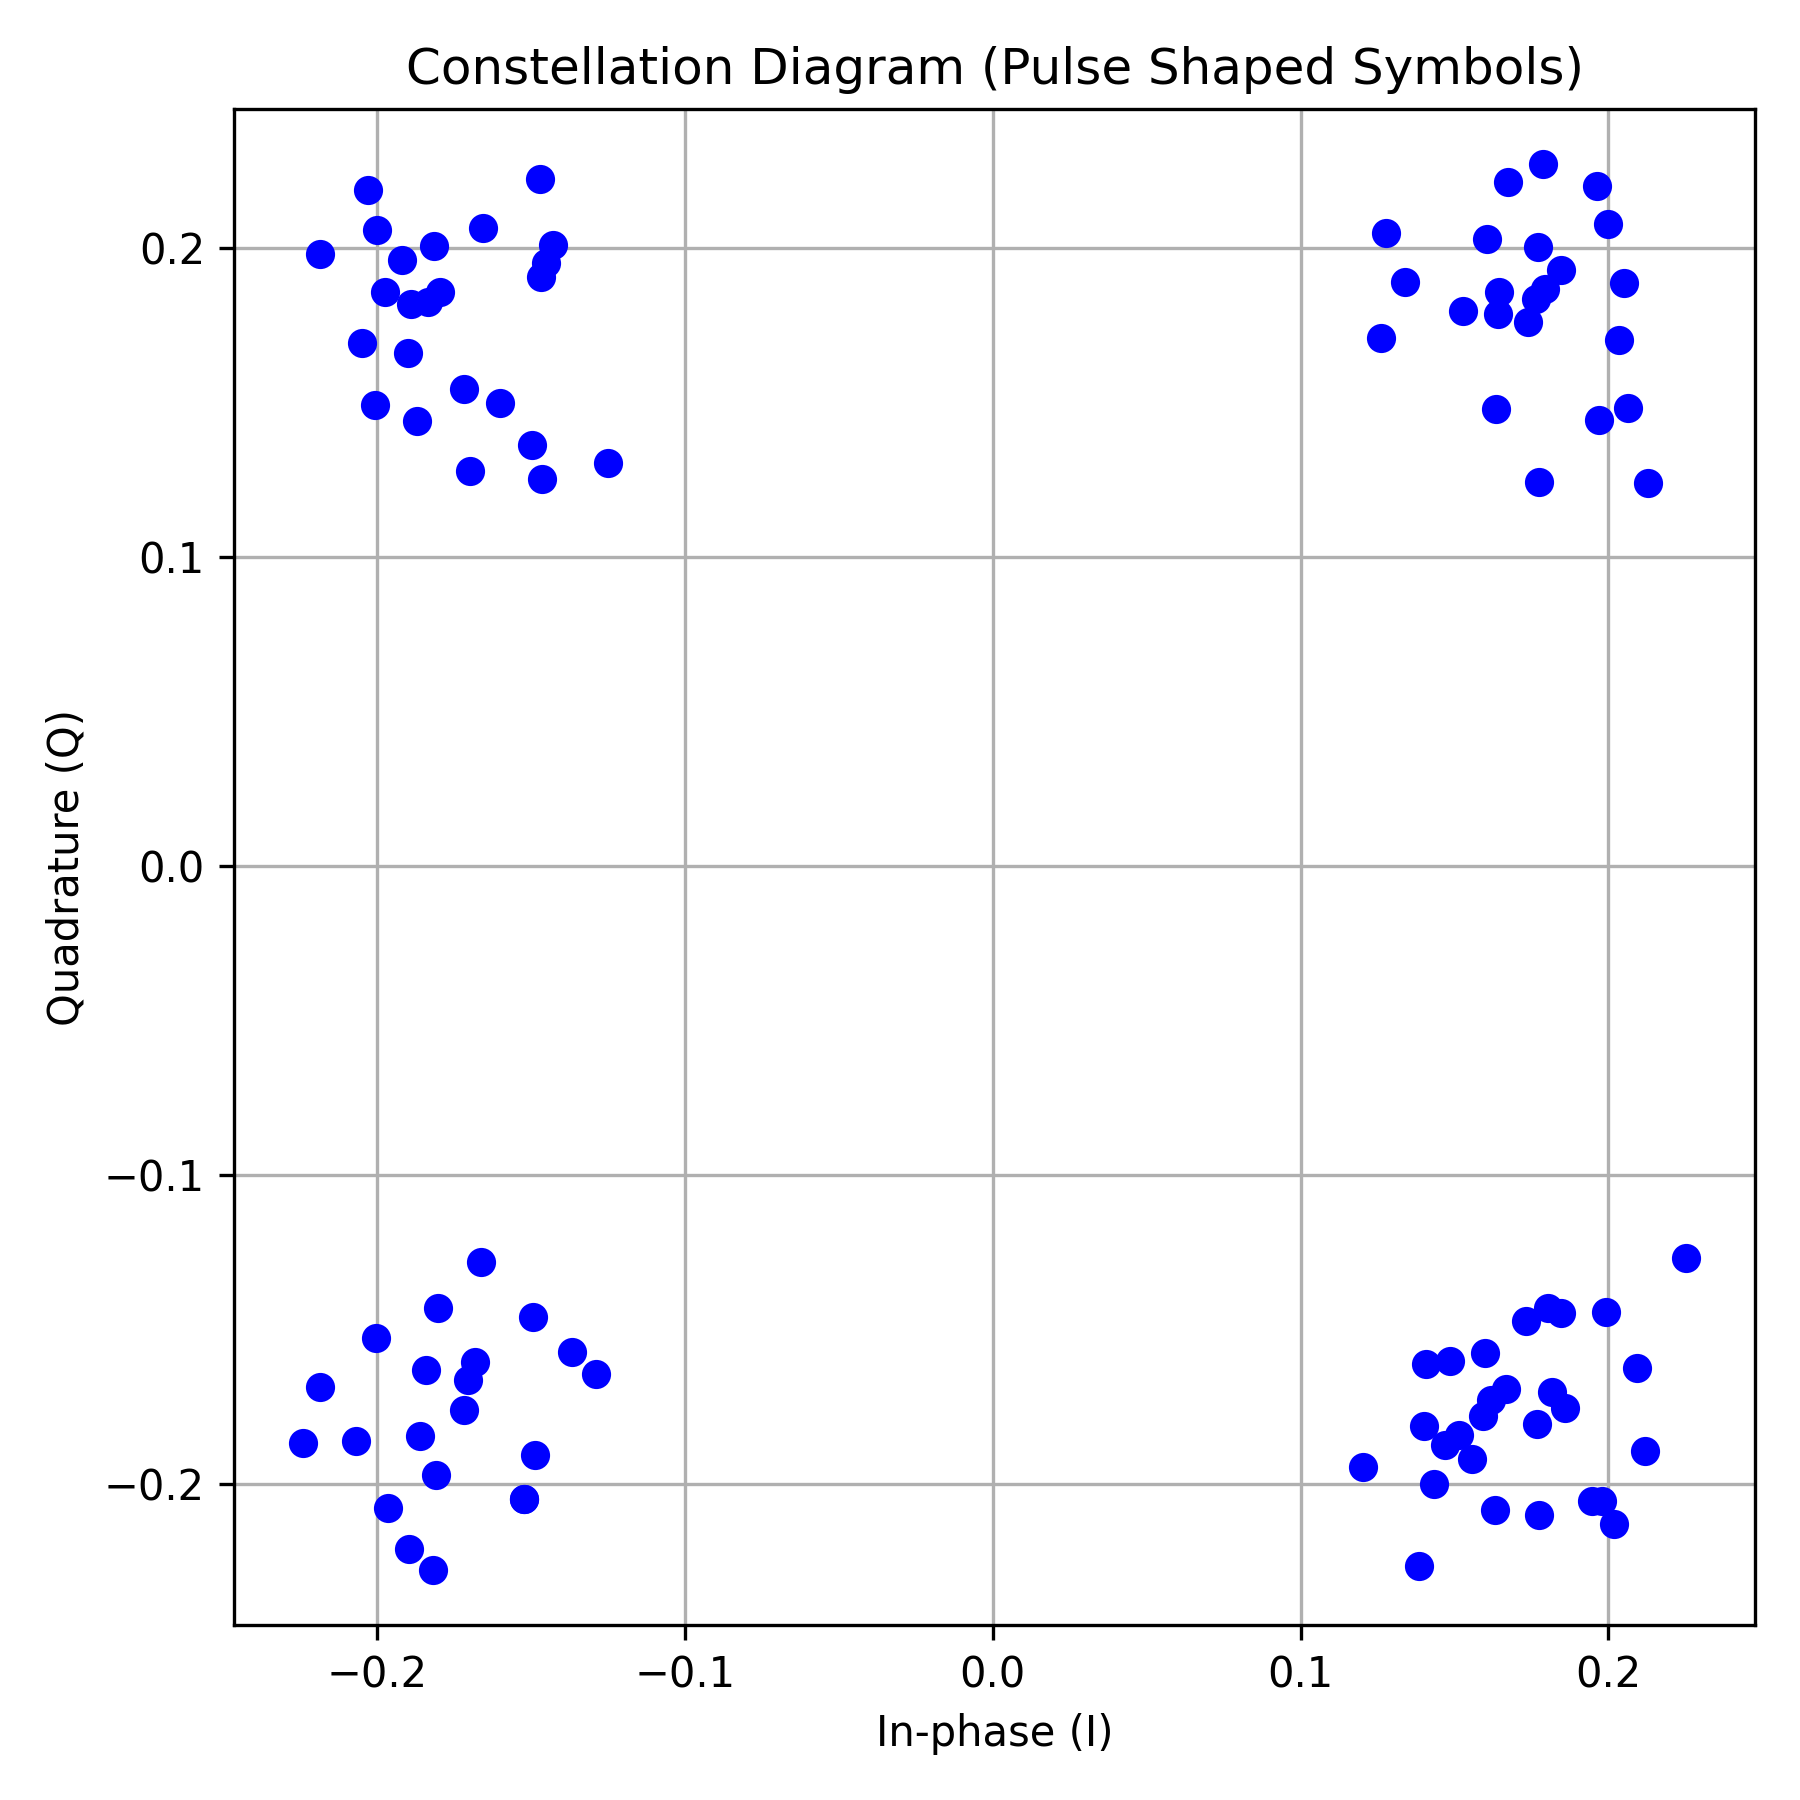 Constellation Diagram (Pulse Shaped Symbols)
Quadrature (Q)
0.2
0.1
0.0
−0.1
−0.2
−0.2 −0.1 0.0 0.1 0.2
In-phase (I)